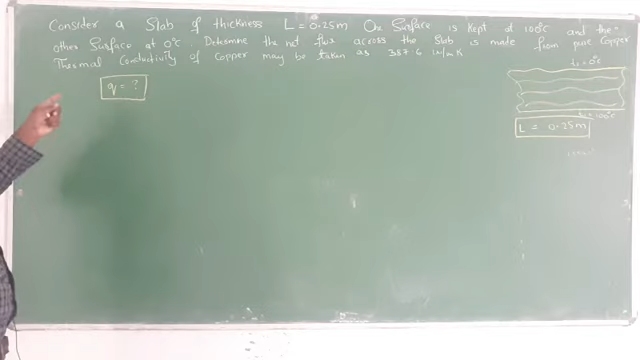 Consider a Slab of thickness L = 0.25m One Surface is kept at 100°C and the
other Surface at 0°C. Determine the net flux across the Slab is made from pure Copper
Thermal Conductivity of Copper may be taken as 387.6 W/mK
q = ?
t₂ = 0°C
= 100°C
L = 0.25m